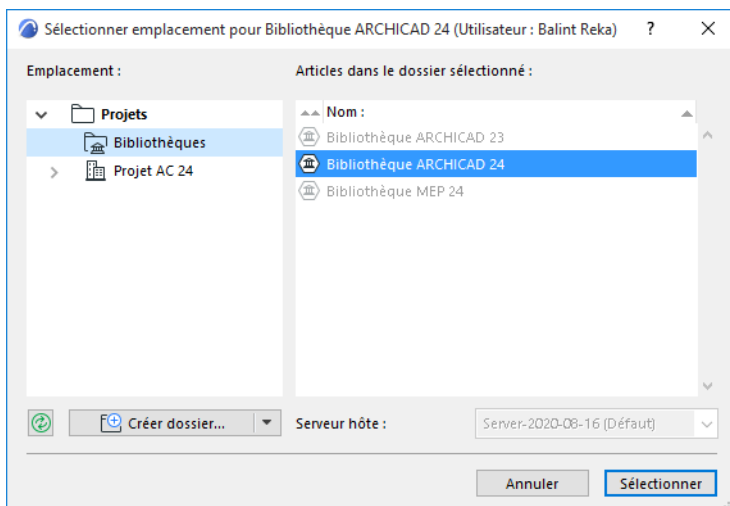 Sélectionner emplacement pour Bibliothèque ARCHICAD 24 (Utilisateur : Balint Reka) ?
Emplacement :
Articles dans le dossier sélectionné :
Projets
Bibliothèques
Projet AC 24
Nom :
Bibliothèque ARCHICAD 23
Bibliothèque ARCHICAD 24
Bibliothèque MEP 24
Créer dossier...
Serveur hôte :
Server-2020-08-16 (Défaut)
Annuler
Sélectionner